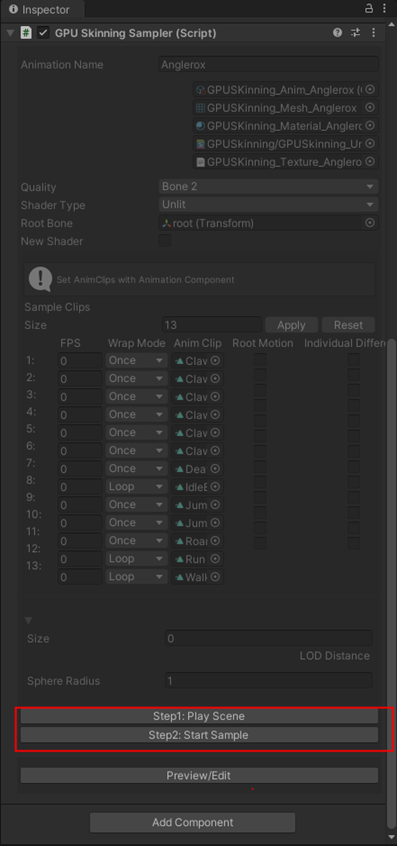 Inspector
GPU Skinning Sampler (Script)
Animation Name Anglerox
GPUSKinning_Anim_Anglerox
GPUSKinning_Mesh_Anglerox
GPUSKinning_Material_Anglerc
GPUSKinning/GPUSkinning_Ur
GPUSKinning_Texture_Anglero
Quality Bone 2
Shader Type Unlit
Root Bone root (Transform)
New Shader
Set AnimClips with Animation Component
Sample Clips
Size 13 Apply Reset
FPS Wrap Mode Anim Clip Root Motion Individual Differen
1: 0 Once Clav
2: 0 Once Clav
3: 0 Once Clav
4: 0 Once Clav
5: 0 Once Clav
6: 0 Once Clav
7: 0 Once Dea
8: 0 Loop IdleE
9: 0 Once Jum
10: 0 Once Jum
11: 0 Once Roa
12: 0 Loop Run
13: 0 Loop Wall
Size 0
LOD Distance
Sphere Radius 1
Step1: Play Scene
Step2: Start Sample
Preview/Edit
Add Component